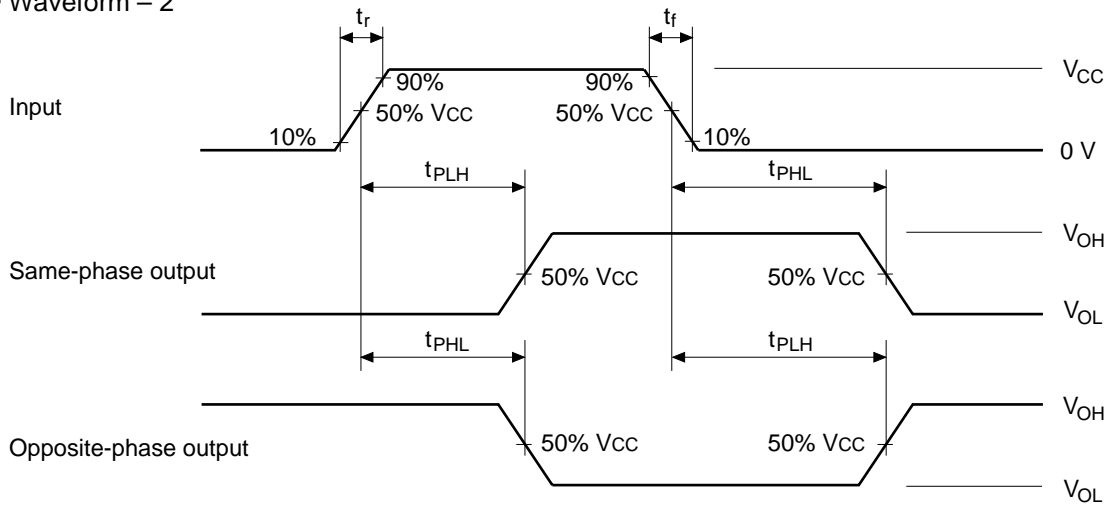 Waveform – 2
tr
tf
VCC
90%
90%
Input
50% VCC
50% VCC
10%
10%
0 V
tPLH
tPHL
VOH
Same-phase output
50% VCC
50% VCC
VOL
tPHL
tPLH
VOH
Opposite-phase output
50% VCC
50% VCC
VOL